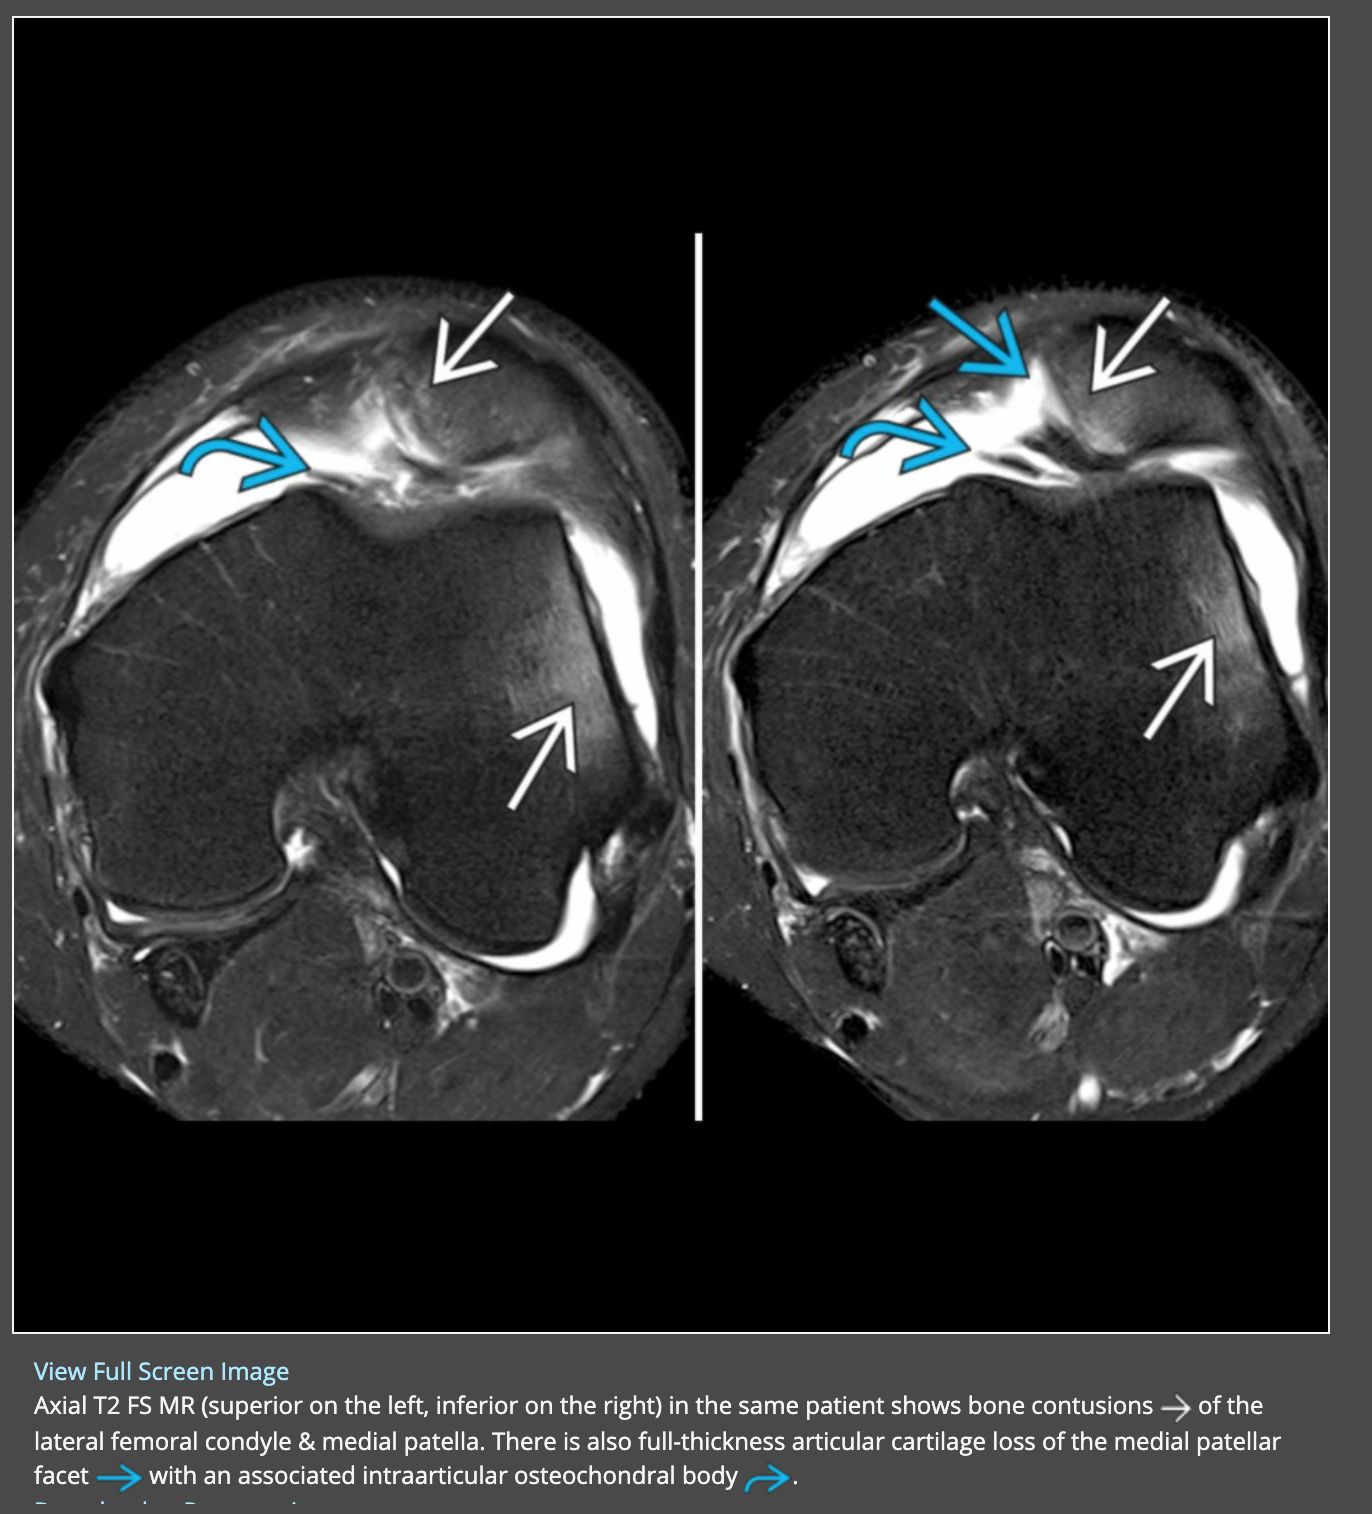 View Full Screen Image
Axial T2 FS MR (superior on the left, inferior on the right) in the same patient shows bone contusions → of the
lateral femoral condyle & medial patella. There is also full-thickness articular cartilage loss of the medial patellar
facet → with an associated intraarticular osteochondral body ↷.